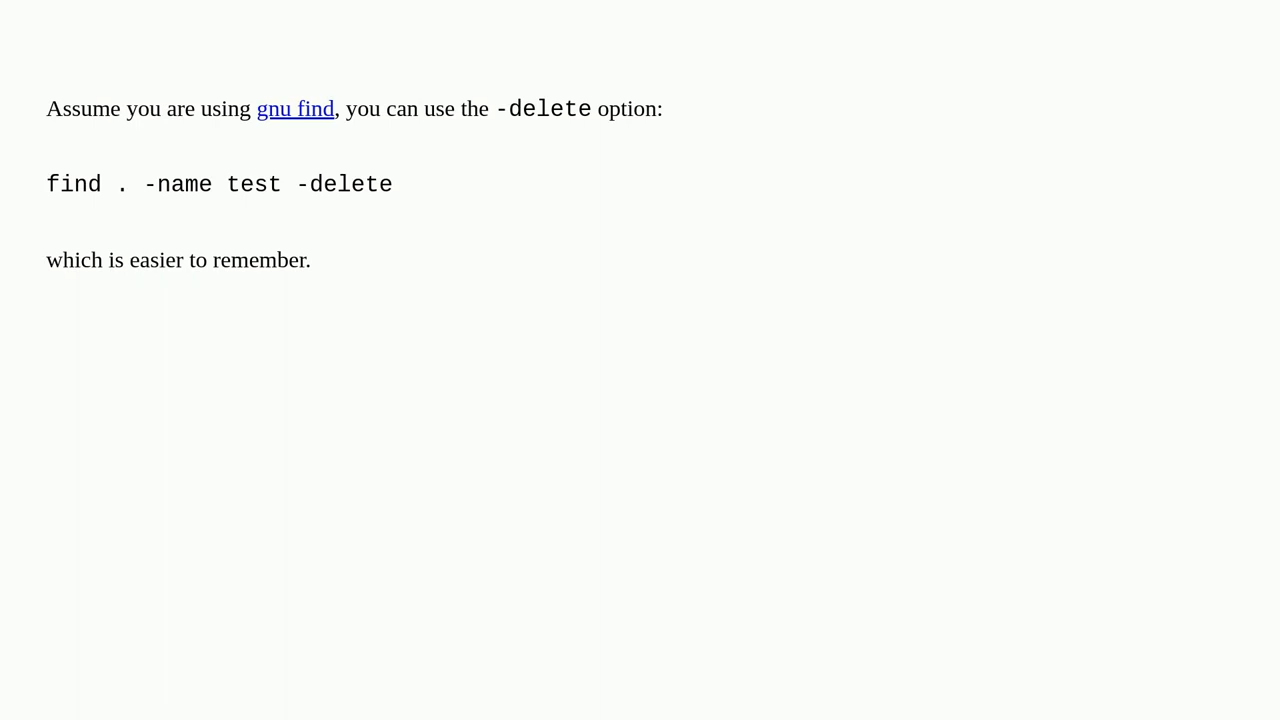 Assume you are using gnu find, you can use the -delete option:
find . -name test -delete
which is easier to remember.